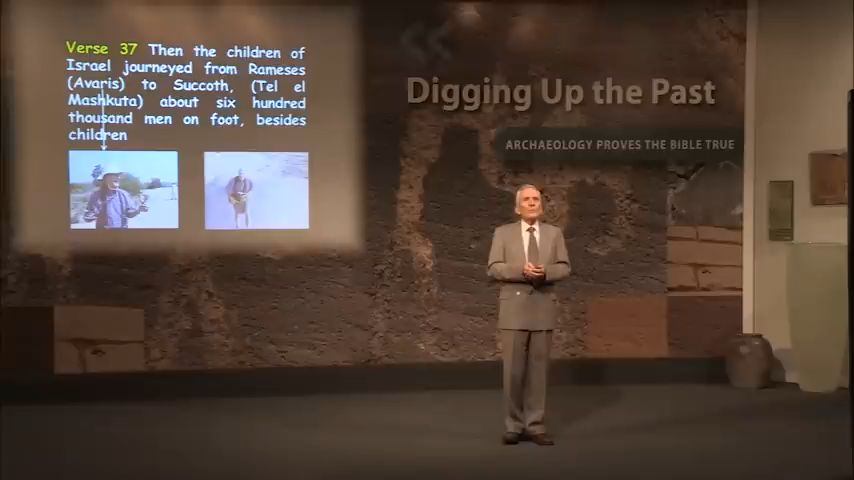 Verse 37 Then the children of
Israel journeyed from Rameses
(Avaris) to Succoth, (Tel el
Mashkuta) about six hundred
thousand men on foot, besides
children
Digging Up the Past
ARCHAEOLOGY PROVES THE BIBLE TRUE